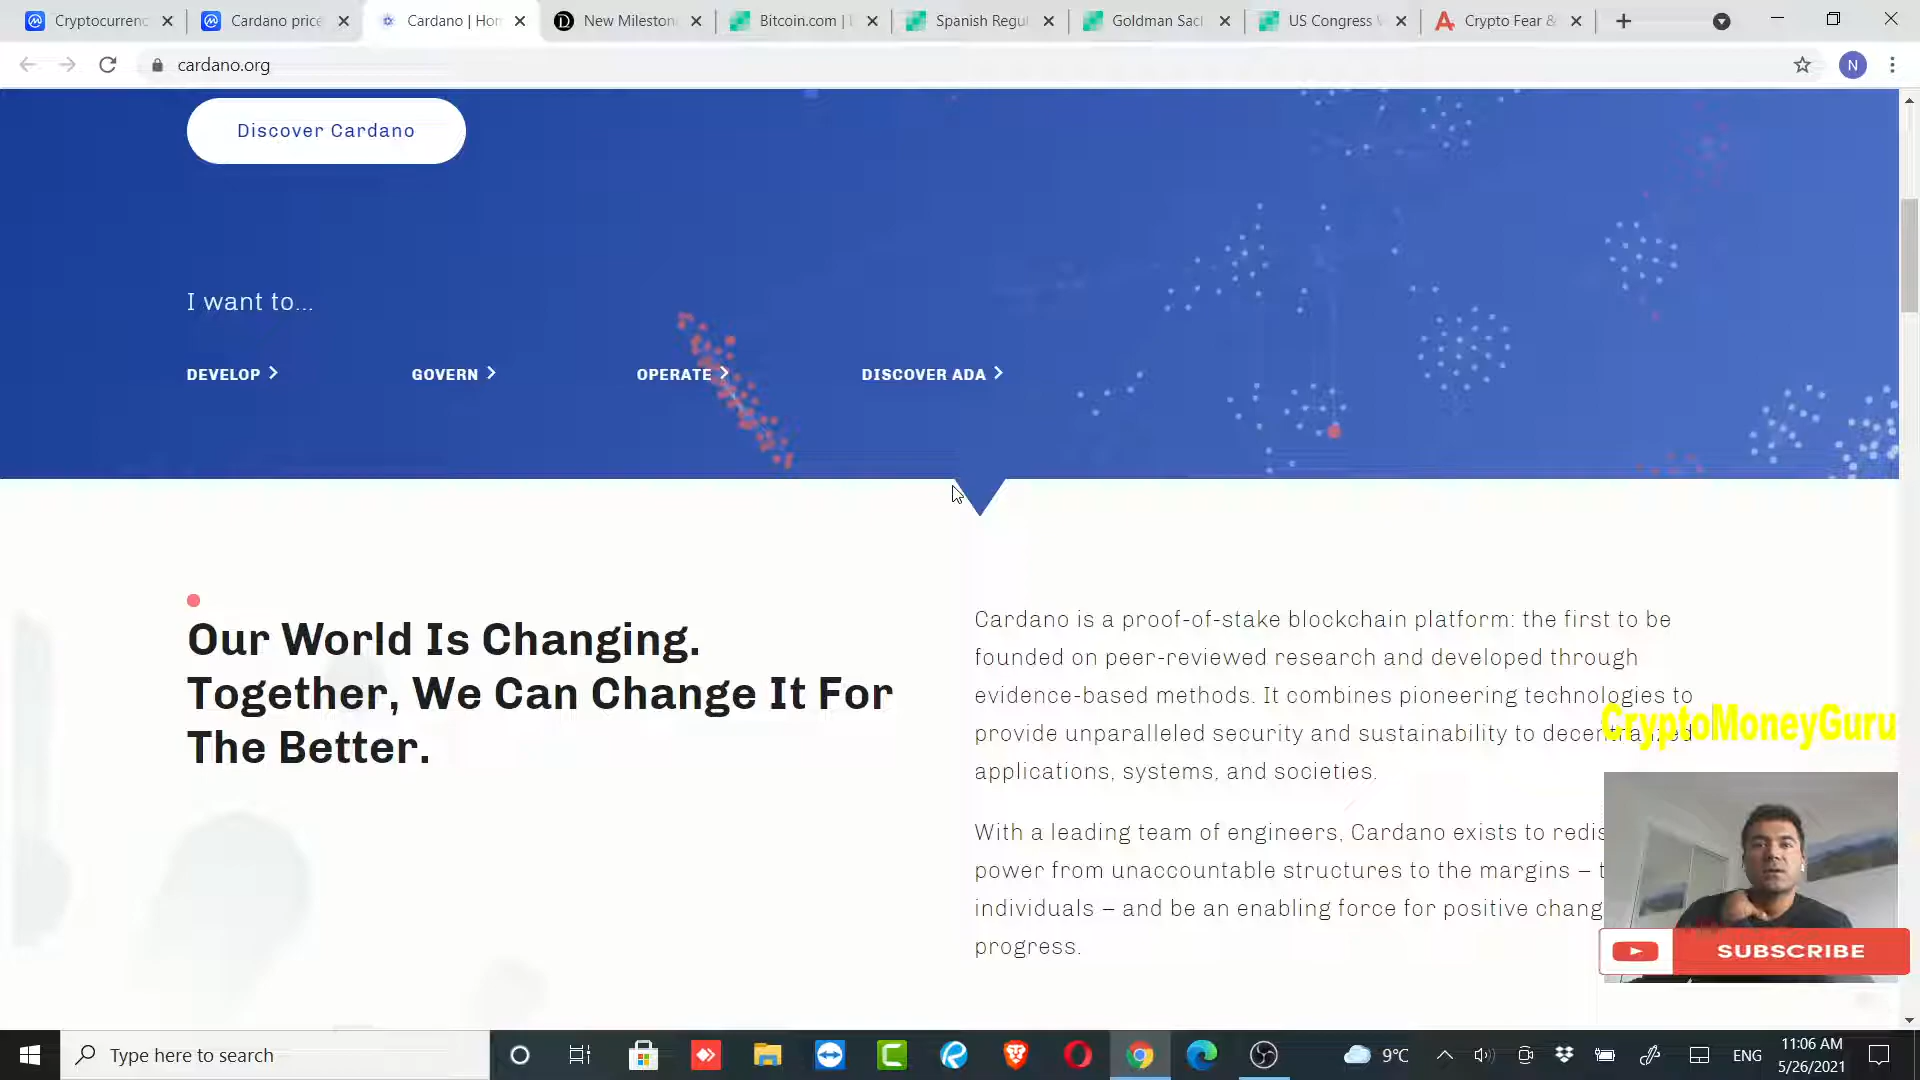 Cryptocurrenc
Cardano price
Cardano | Hon
New Mileston
Bitcoin.com |
Spanish Regul
Goldman Sac
US Congress
Crypto Fear &
cardano.org
N
Discover Cardano
I want to...
DEVELOP
GOVERN
OPERATE
DISCOVER ADA
Our World Is Changing.
Together, We Can Change It For
The Better.
Cardano is a proof-of-stake blockchain platform: the first to be
founded on peer-reviewed research and developed through
evidence-based methods. It combines pioneering technologies to
provide unparalleled security and sustainability to decentralized
applications, systems, and societies.
With a leading team of engineers, Cardano exists to redis
power from unaccountable structures to the margins – t
individuals – and be an enabling force for positive chang
progress.
CryptoMoneyGuru
SUBSCRIBE
Type here to search
9°C
ENG
11:06 AM
5/26/2021